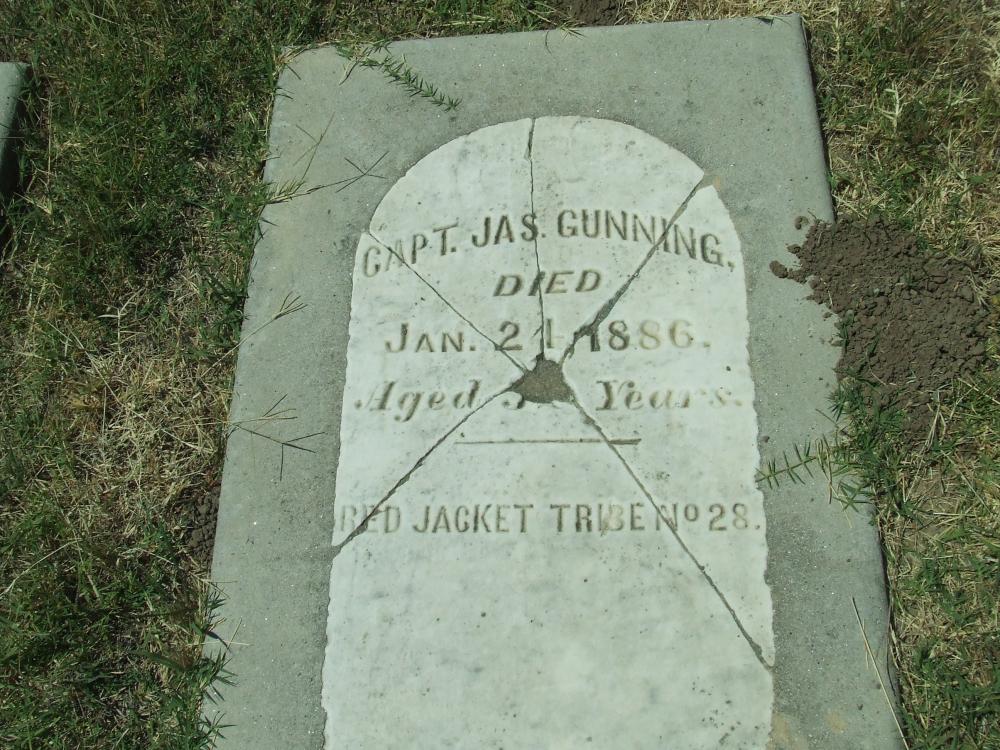 CAPT. JAS. GUNNING,
DIED
JAN. 21, 1886.
Aged Years.
RED JACKET TRIBE No 28.